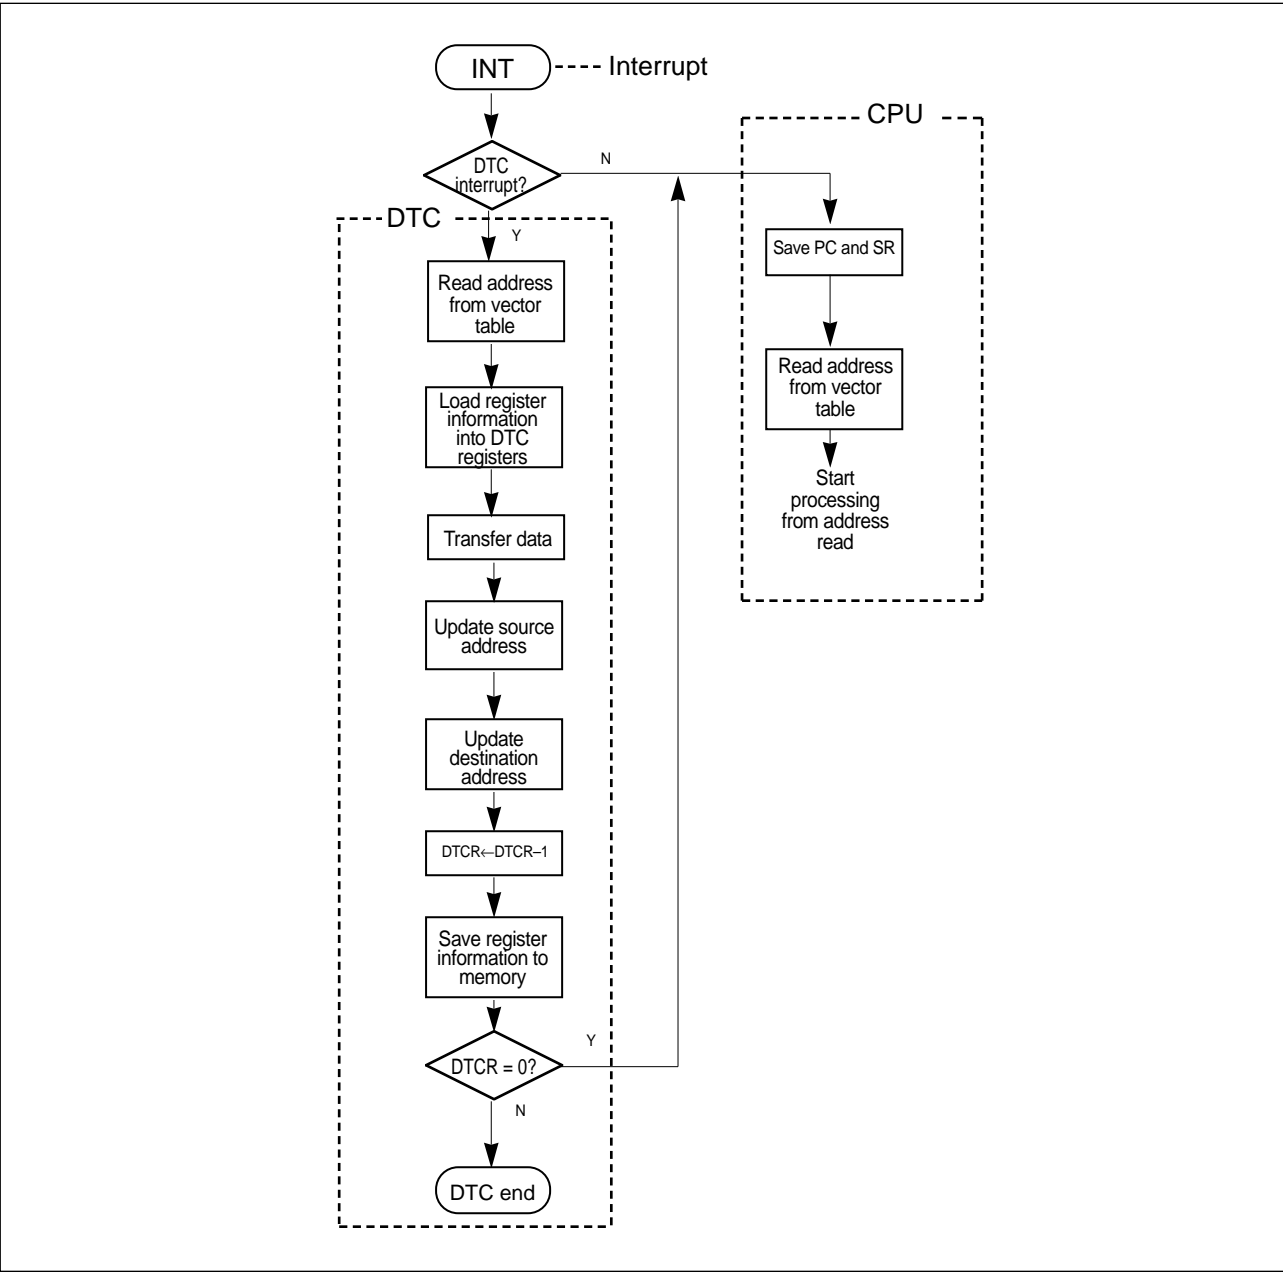 INT
Interrupt
CPU
DTC
interrupt?
N
DTC
Y
Save PC and SR
Read address
from vector
table
Read address
from vector
table
Load register
information
into DTC
registers
Start
processing
from address
read
Transfer data
Update source
address
Update
destination
address
DTCR←DTCR–1
Save register
information to
memory
DTCR = 0?
Y
N
DTC end